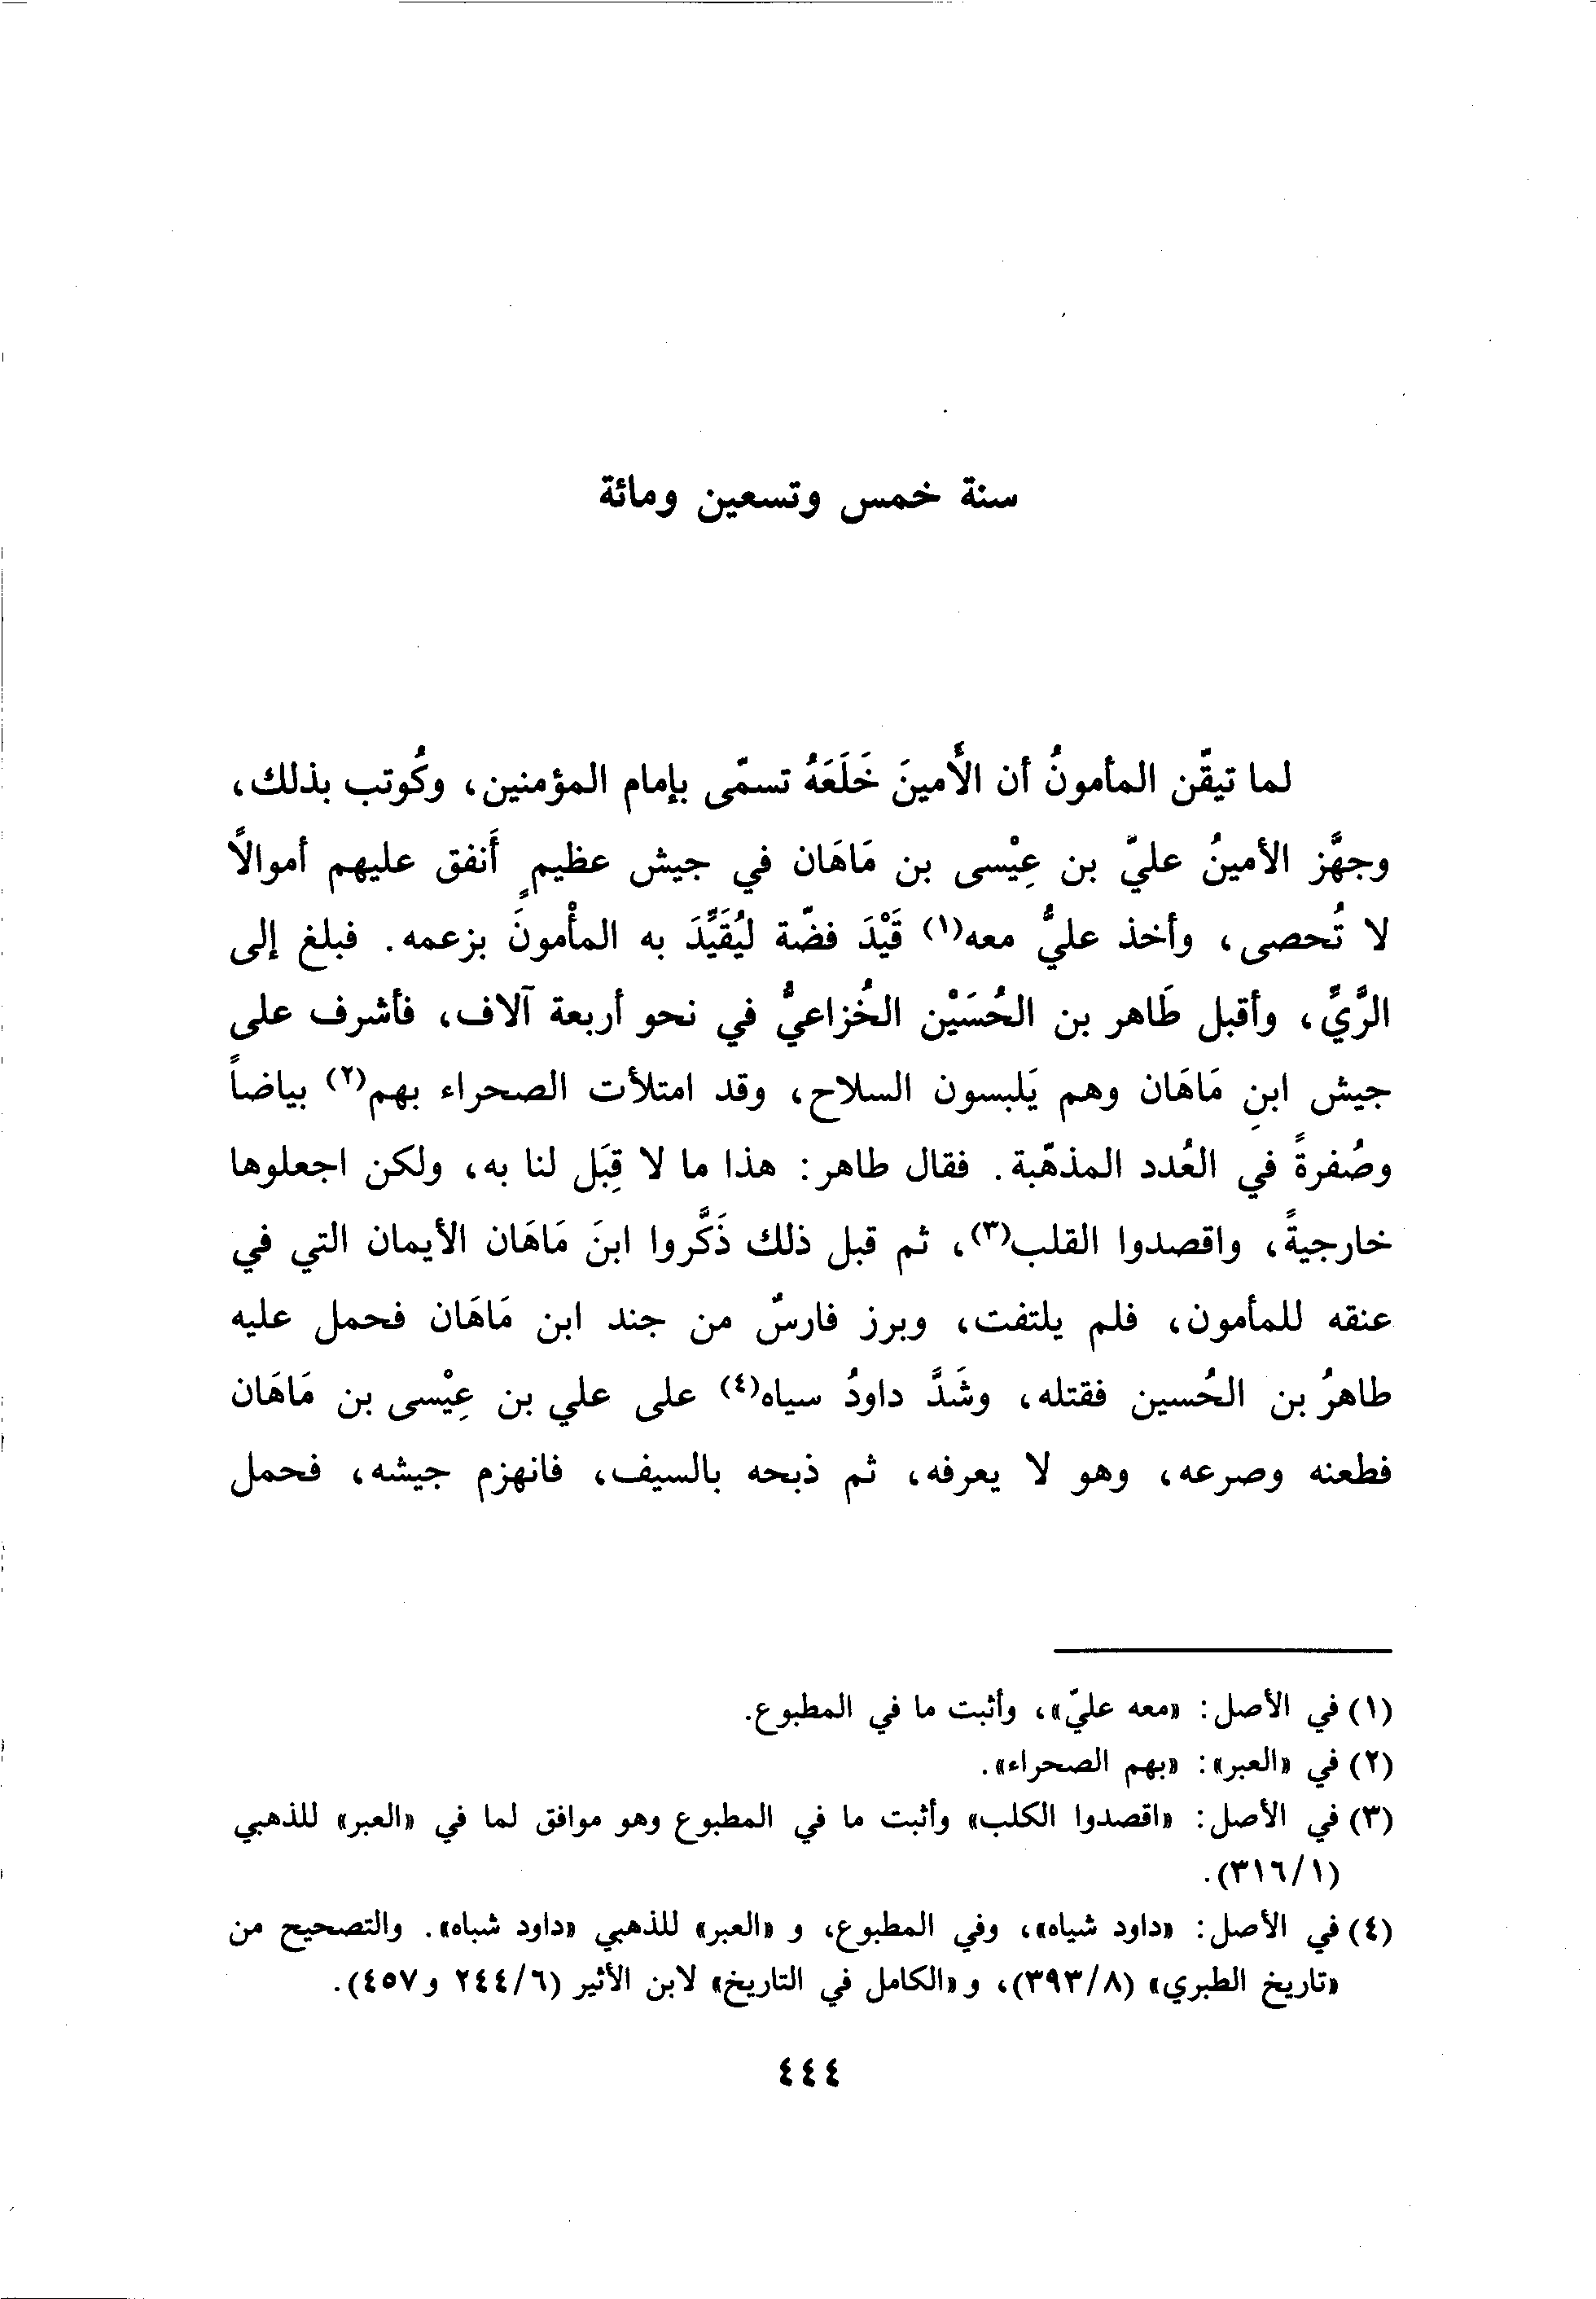 سنة خمس وتسعين ومائة
لما تيقّن المأمونُ أن الأَمينَ خَلَعَهُ تسمّى بإمام المؤمنين، وكُوتب بذلك،
وجهَّز الأمينُ عليّ بن عِيْسى بن مَاهَان في جيش عظيمٍ أَنفق عليهم أموالاً
لا تُحصى، وأخذ عليُّ معه(١) قَيْدَ فضّة ليُقَيِّدَ به المأْمونَ بزعمه. فبلغ إلى
الرَّيِّ، وأقبل طَاهر بن الحُسَيْن الخُزاعيُّ في نحو أربعة آلاف، فأشرف على
جيش ابنِ مَاهَان وهم يَلبسون السلاح، وقد امتلأت الصحراء بهم(٢) بياضاً
وصُفرةً في العُدد المذهّبة. فقال طاهر: هذا ما لا قِبَل لنا به، ولكن اجعلوها
خارجيةً، واقصدوا القلب(٣)، ثم قبل ذلك ذَكَّروا ابنَ مَاهَان الأيمان التي في
عنقه للمأمون، فلم يلتفت، وبرز فارسٌ من جند ابن مَاهَان فحمل عليه
طاهرُ بن الحُسين فقتله، وشَدَّ داودُ سياه(٤) على علي بن عِيْسى بن مَاهَان
فطعنه وصرعه، وهو لا يعرفه، ثم ذبحه بالسيف، فانهزم جيشه، فحمل
(١) في الأصل: «معه عليّ»، وأثبت ما في المطبوع.
(٢) في «العبر»: «بهم الصحراء».
(٣) في الأصل: «اقصدوا الكلب» وأثبت ما في المطبوع وهو موافق لما في «العبر» للذهبي
(٣١٦/١).
(٤) في الأصل: «داود شياه»، وفي المطبوع، و «العبر» للذهبي «داود شباه». والتصحيح من
«تاريخ الطبري» (٣٩٣/٨)، و«الكامل في التاريخ» لابن الأثير (٢٤٤/٦ و٤٥٧).
٤٤٤